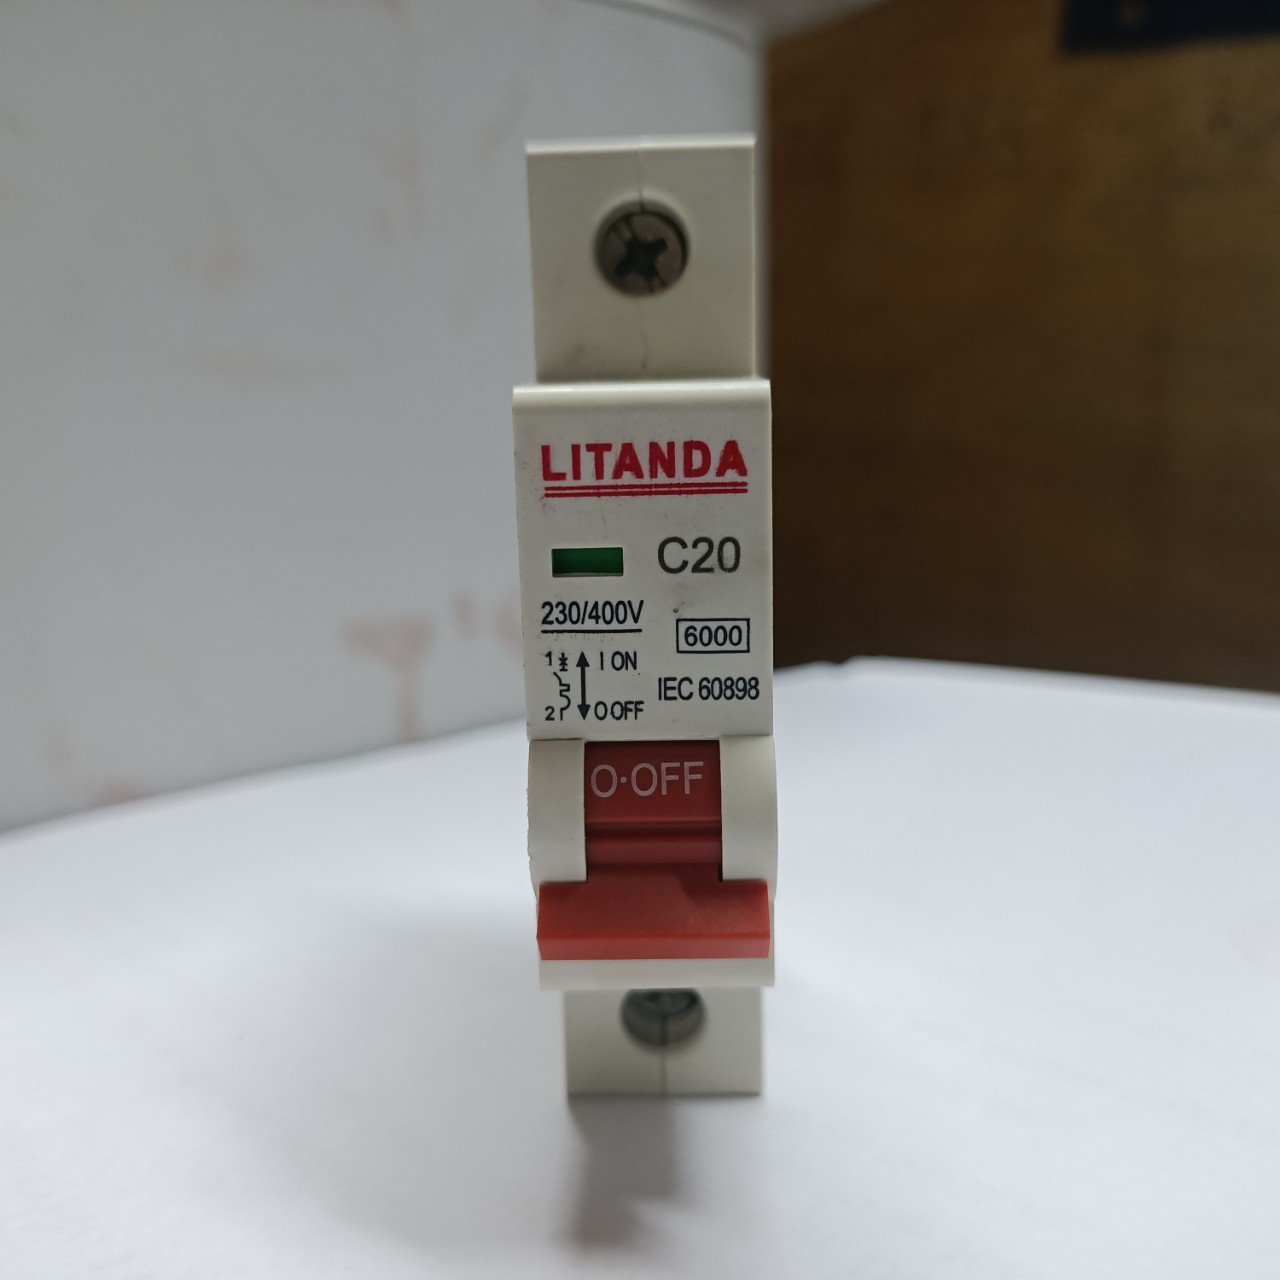 LITANDA
C20
230/400V
6000
1 I ON
IEC 60898
2 O OFF
O·OFF